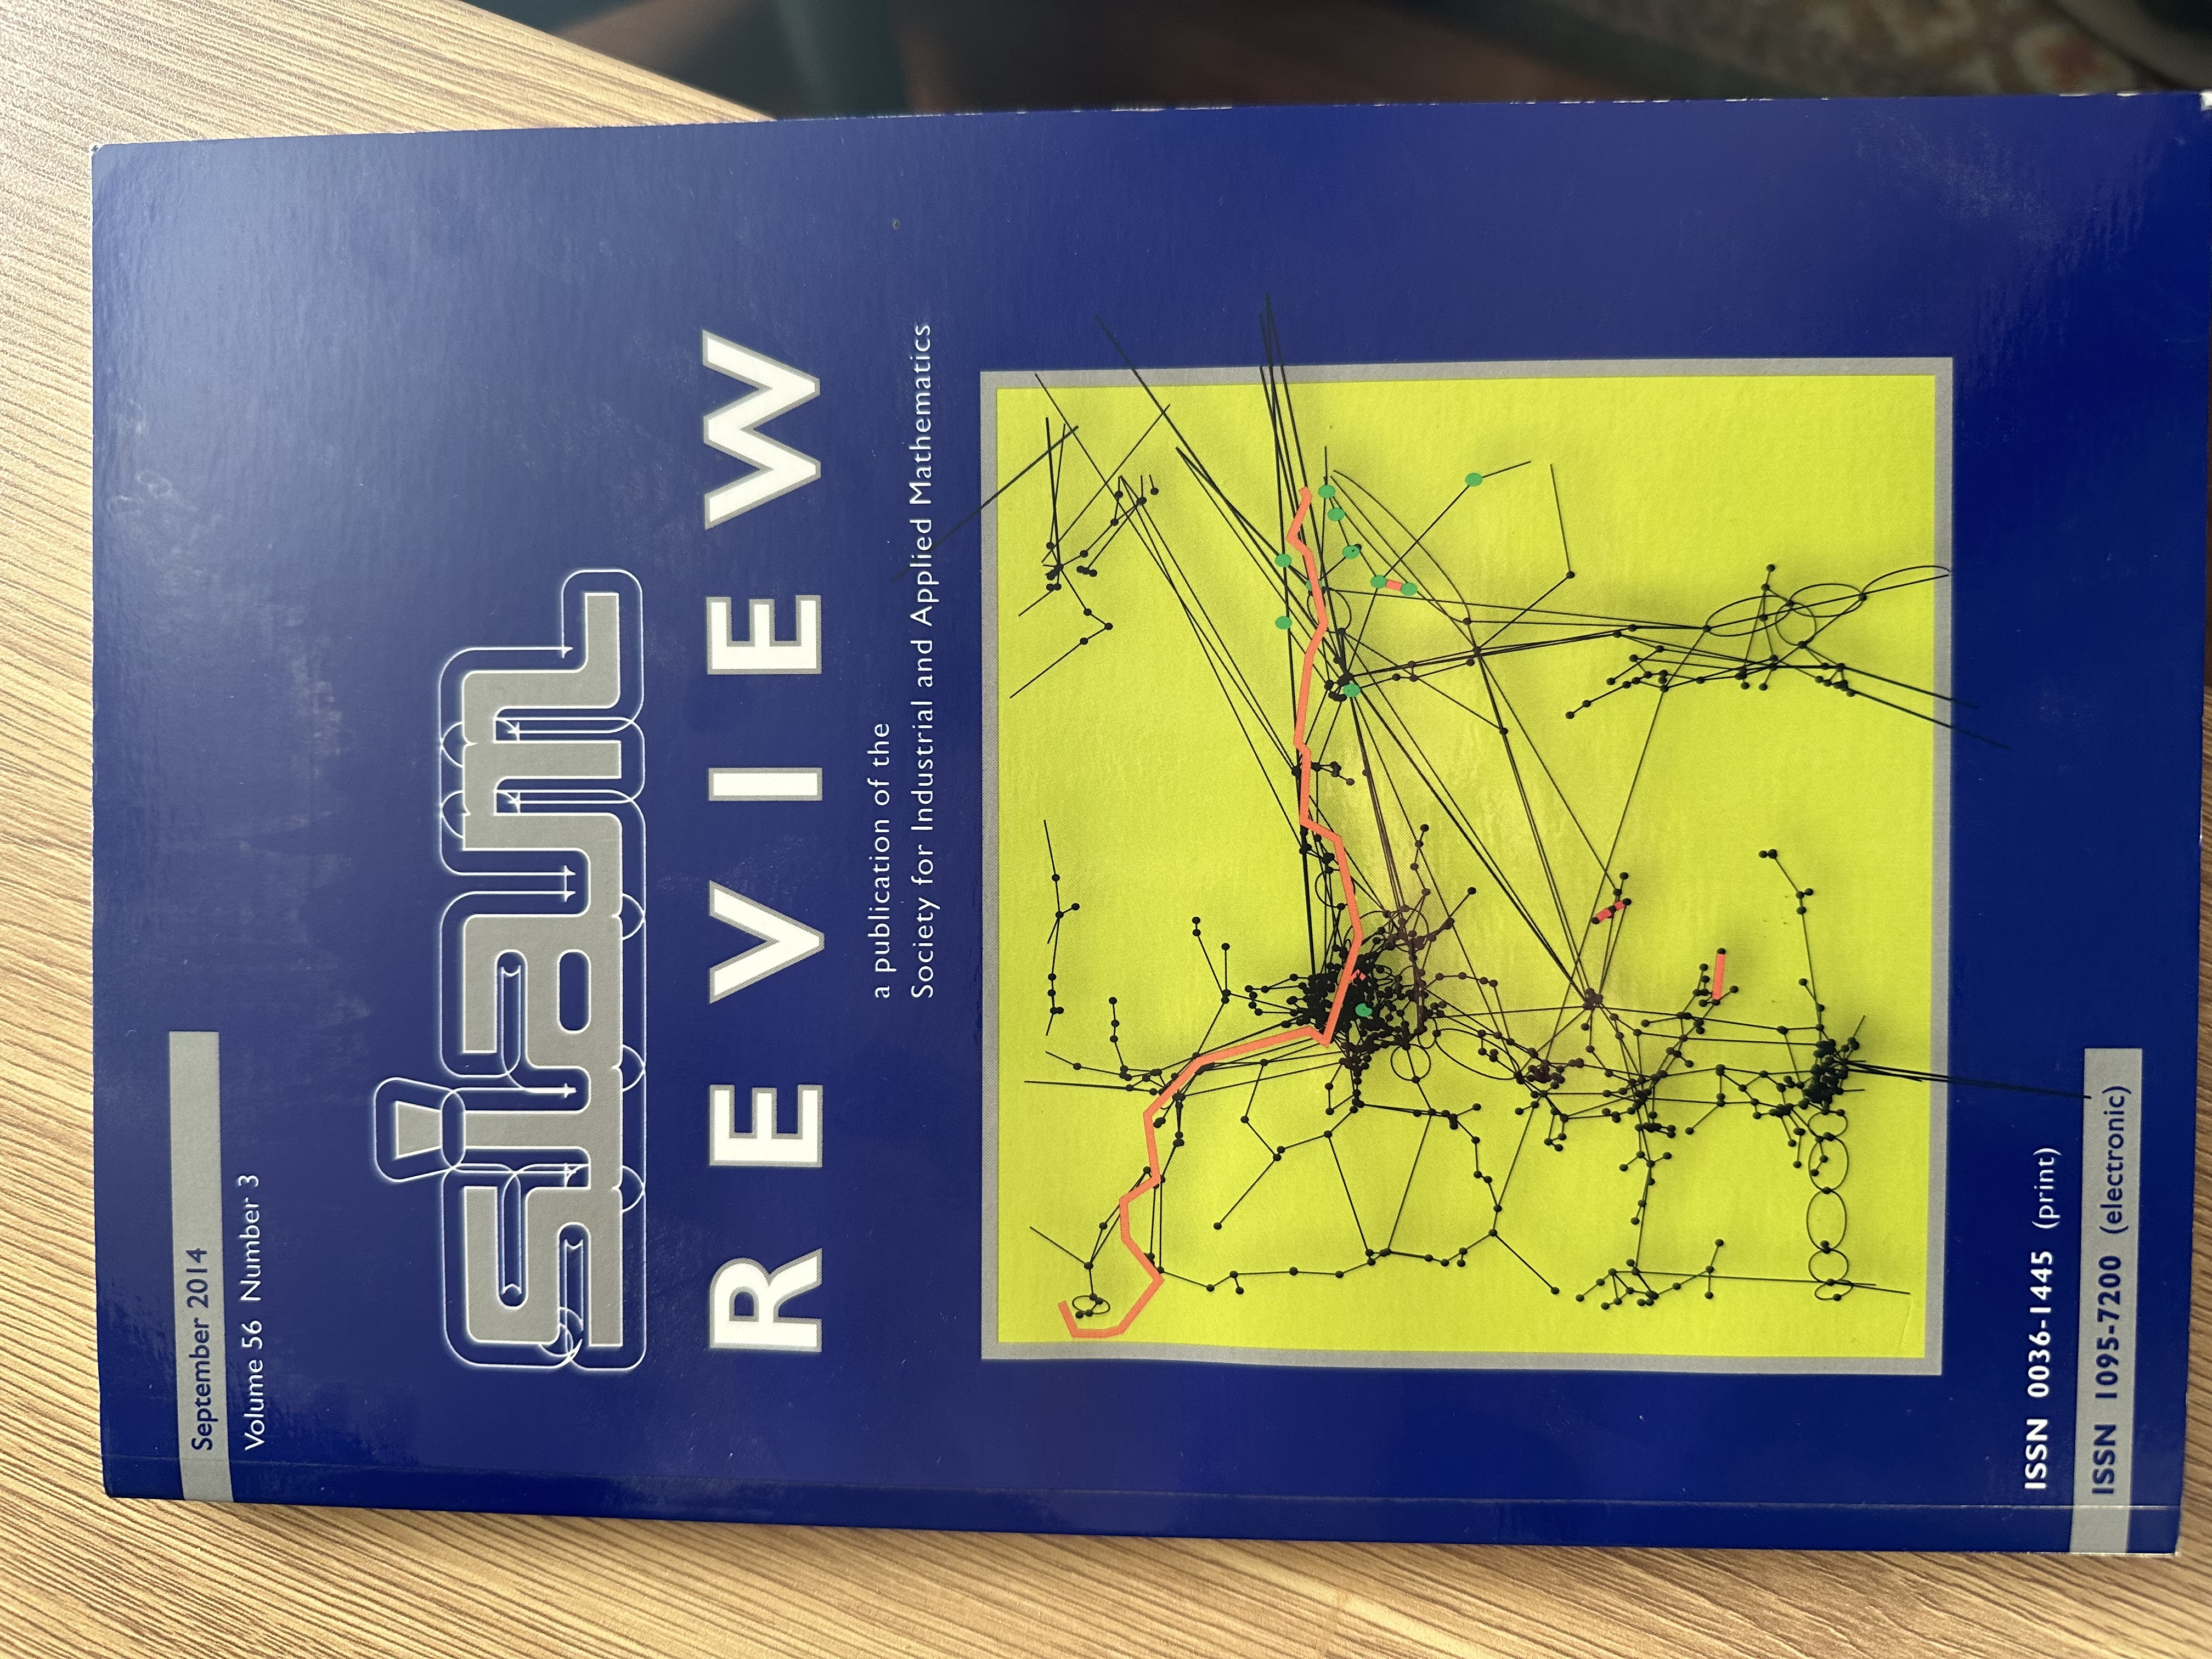 September 2014
Volume 56 Number 3
siam
REVIEW
a publication of the
Society for Industrial and Applied Mathematics
ISSN 0036-1445 (print)
ISSN 1095-7200 (electronic)